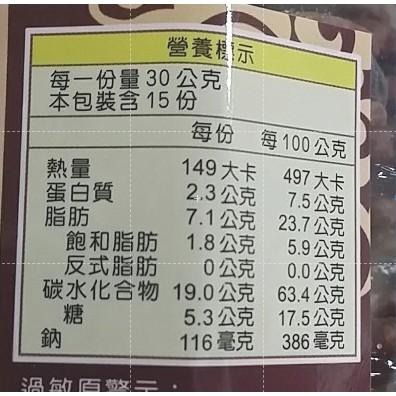 營養標示
每一份量 30 公克
本包裝含 15 份
每份 每 100 公克
熱量 149 大卡 497 大卡
蛋白質 2.3 公克 7.5 公克
脂肪 7.1 公克 23.7 公克
飽和脂肪 1.8 公克 5.9 公克
反式脂肪 0 公克 0.0 公克
碳水化合物 19.0 公克 63.4 公克
糖 5.3 公克 17.5 公克
鈉 116 毫克 386 毫克
過敏原警示：